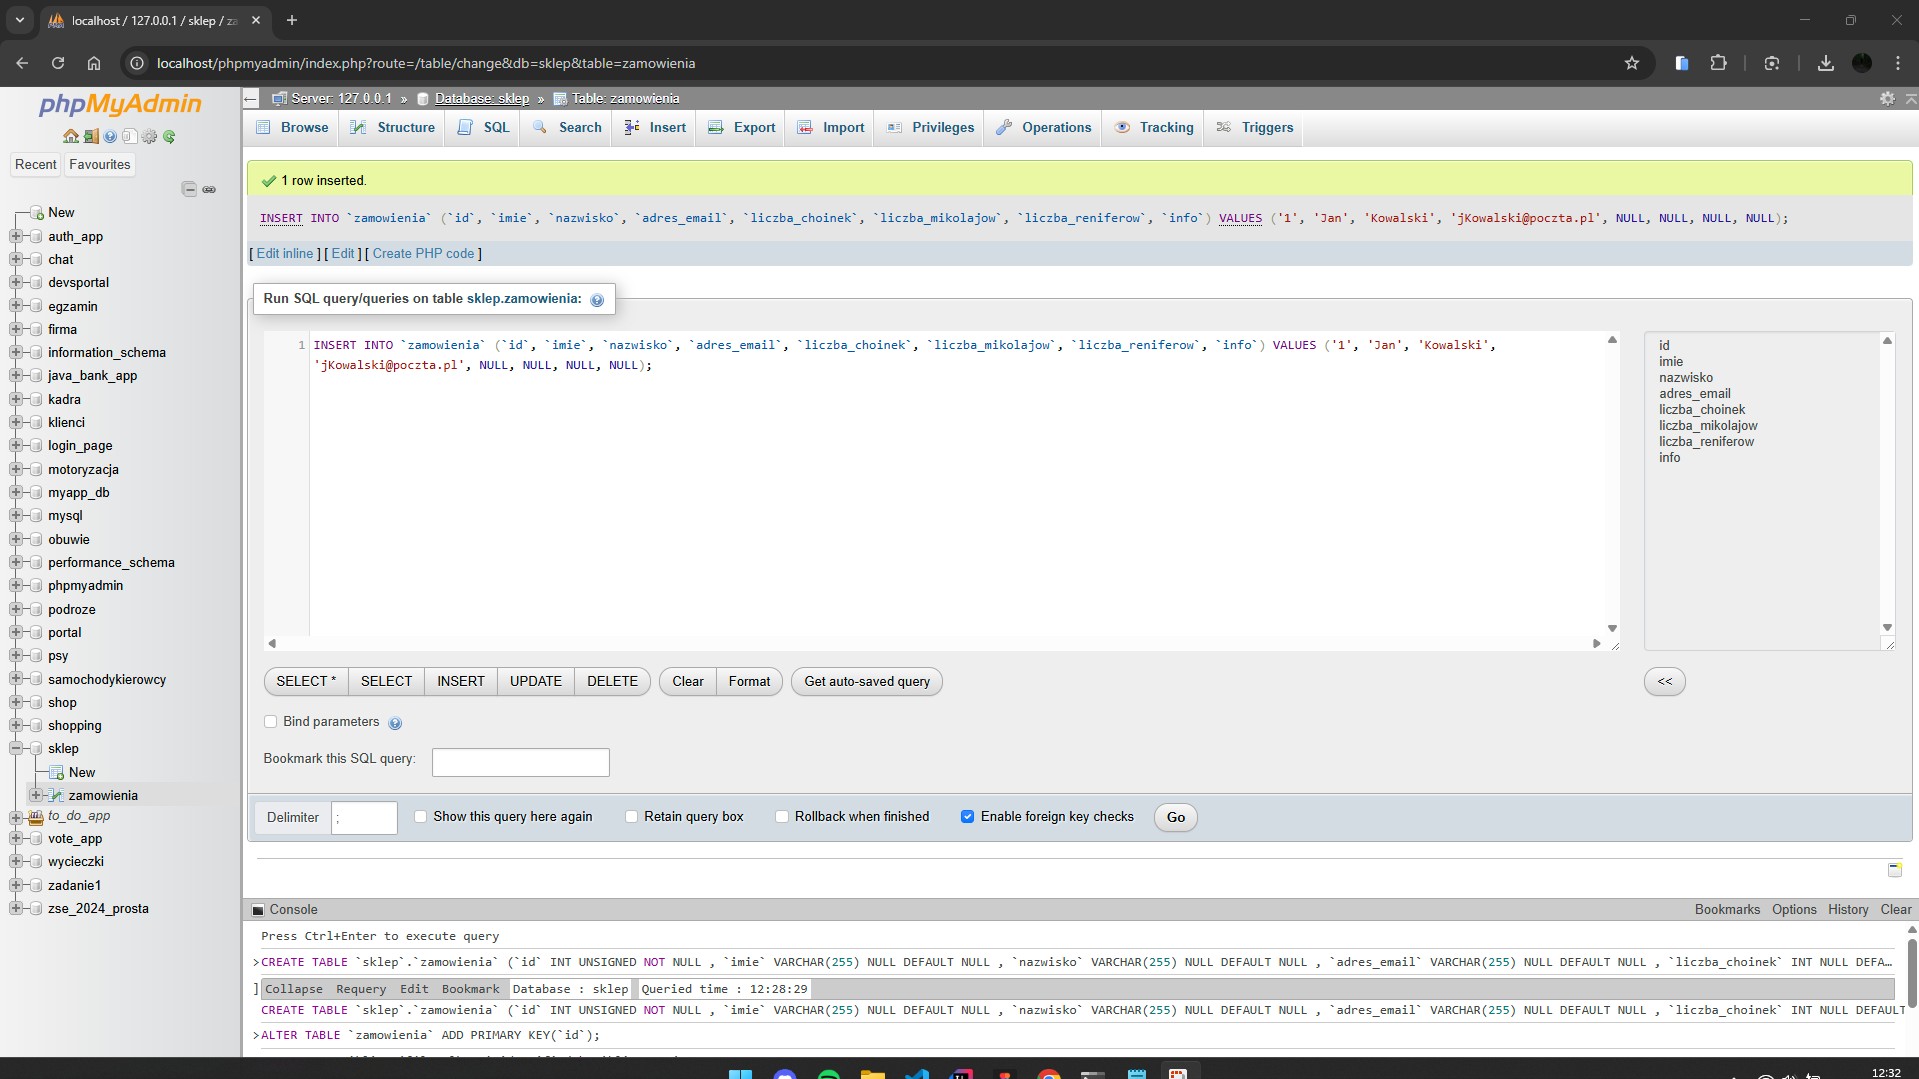 localhost / 127.0.0.1 / sklep / za
localhost/phpmyadmin/index.php?route=/table/change&db=sklep&table=zamowienia
phpMyAdmin
Recent Favourites
New
auth_app
chat
devsportal
egzamin
firma
information_schema
java_bank_app
kadra
klienci
login_page
motoryzacja
myapp_db
mysql
obuwie
performance_schema
phpmyadmin
podroze
portal
psy
samochodykierowcy
shop
shopping
sklep
New
zamowienia
to_do_app
vote_app
wycieczki
zadanie1
zse_2024_prosta
Server: 127.0.0.1 » Database: sklep » Table: zamowienia
Browse Structure SQL Search Insert Export Import Privileges Operations Tracking Triggers
1 row inserted.
INSERT INTO `zamowienia` (`id`, `imie`, `nazwisko`, `adres_email`, `liczba_choinek`, `liczba_mikolajow`, `liczba_reniferow`, `info`) VALUES ('1', 'Jan', 'Kowalski', 'jKowalski@poczta.pl', NULL, NULL, NULL, NULL);
[ Edit inline ] [ Edit ] [ Create PHP code ]
Run SQL query/queries on table sklep.zamowienia:
1 INSERT INTO `zamowienia` (`id`, `imie`, `nazwisko`, `adres_email`, `liczba_choinek`, `liczba_mikolajow`, `liczba_reniferow`, `info`) VALUES ('1', 'Jan', 'Kowalski',
'jKowalski@poczta.pl', NULL, NULL, NULL, NULL);
id
imie
nazwisko
adres_email
liczba_choinek
liczba_mikolajow
liczba_reniferow
info
SELECT * SELECT INSERT UPDATE DELETE Clear Format Get auto-saved query <<
Bind parameters
Bookmark this SQL query:
Delimiter ; Show this query here again Retain query box Rollback when finished Enable foreign key checks Go
Console Bookmarks Options History Clear
Press Ctrl+Enter to execute query
>CREATE TABLE `sklep`.`zamowienia` (`id` INT UNSIGNED NOT NULL , `imie` VARCHAR(255) NULL DEFAULT NULL , `nazwisko` VARCHAR(255) NULL DEFAULT NULL , `adres_email` VARCHAR(255) NULL DEFAULT NULL , `liczba_choinek` INT NULL DEFA…
] Collapse Requery Edit Bookmark Database : sklep Queried time : 12:28:29
CREATE TABLE `sklep`.`zamowienia` (`id` INT UNSIGNED NOT NULL , `imie` VARCHAR(255) NULL DEFAULT NULL , `nazwisko` VARCHAR(255) NULL DEFAULT NULL , `adres_email` VARCHAR(255) NULL DEFAULT NULL , `liczba_choinek` INT NULL DEFAULT
>ALTER TABLE `zamowienia` ADD PRIMARY KEY(`id`);
12:32